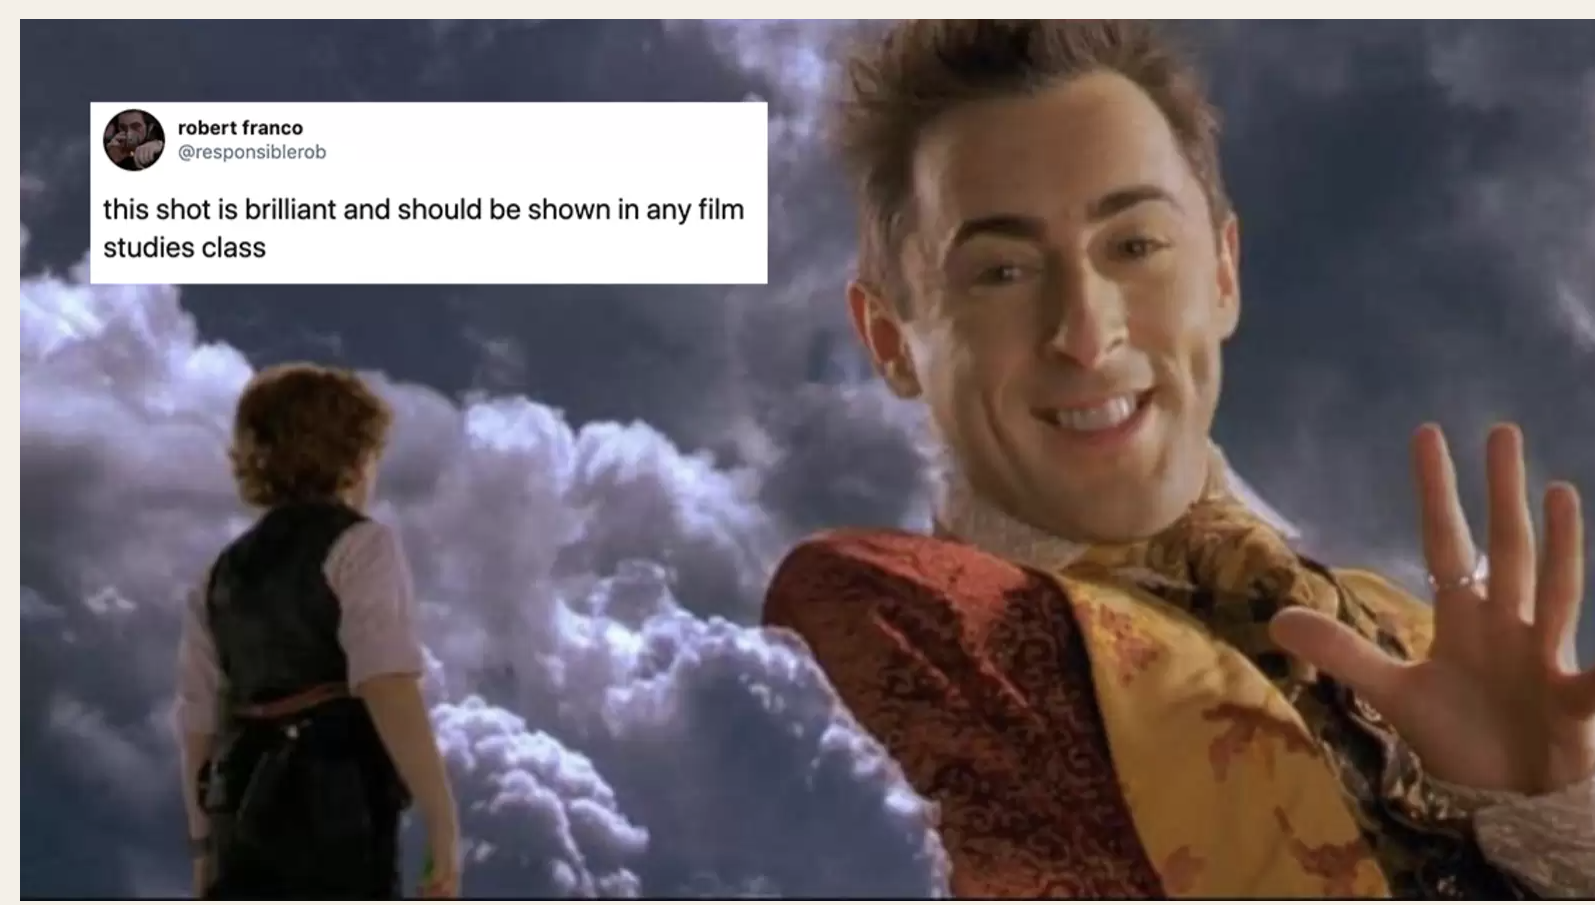 robert franco
@responsiblerob
this shot is brilliant and should be shown in any film
studies class